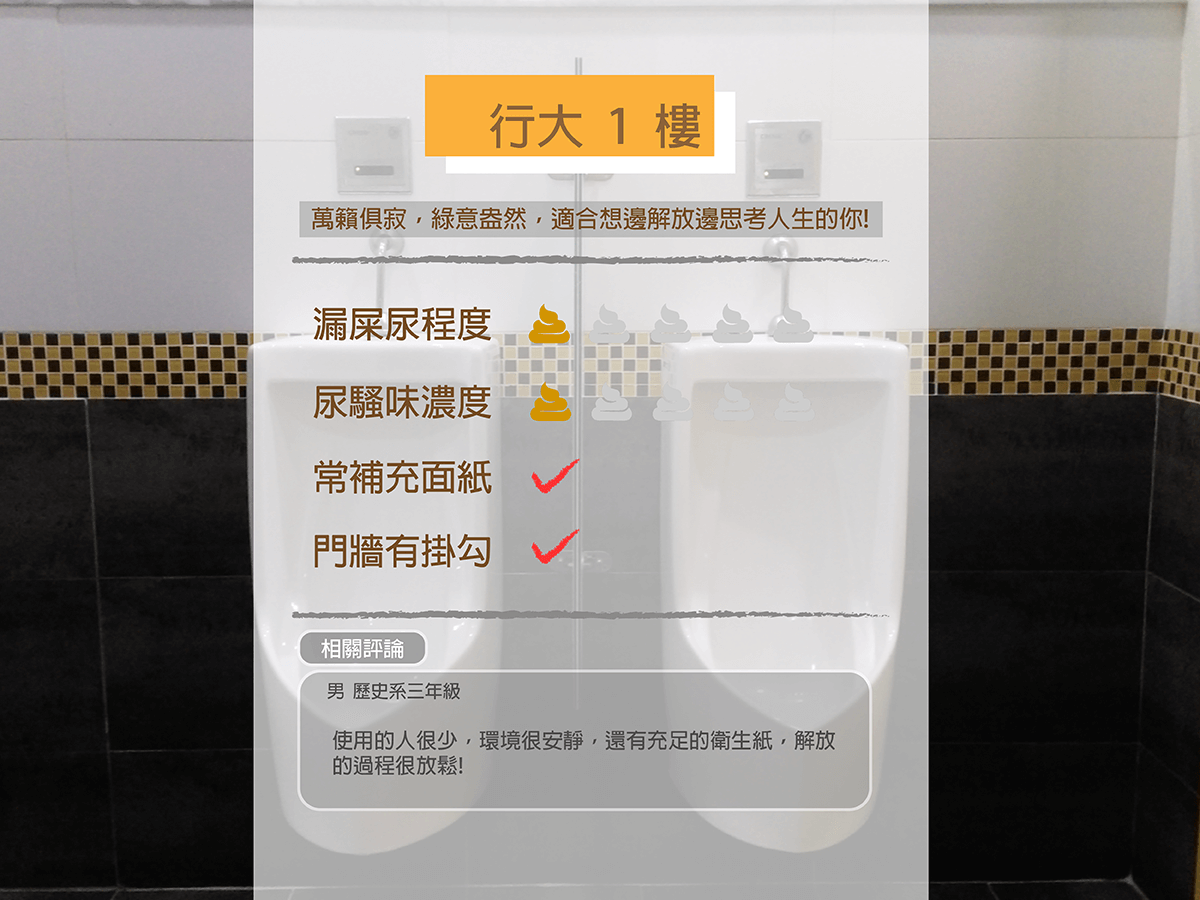 行大 1 樓
萬籟俱寂，綠意盎然，適合想邊解放邊思考人生的你!
漏屎尿程度
尿騷味濃度
常補充面紙
門牆有掛勾
相關評論
男 歷史系三年級
使用的人很少，環境很安靜，還有充足的衛生紙，解放
的過程很放鬆!